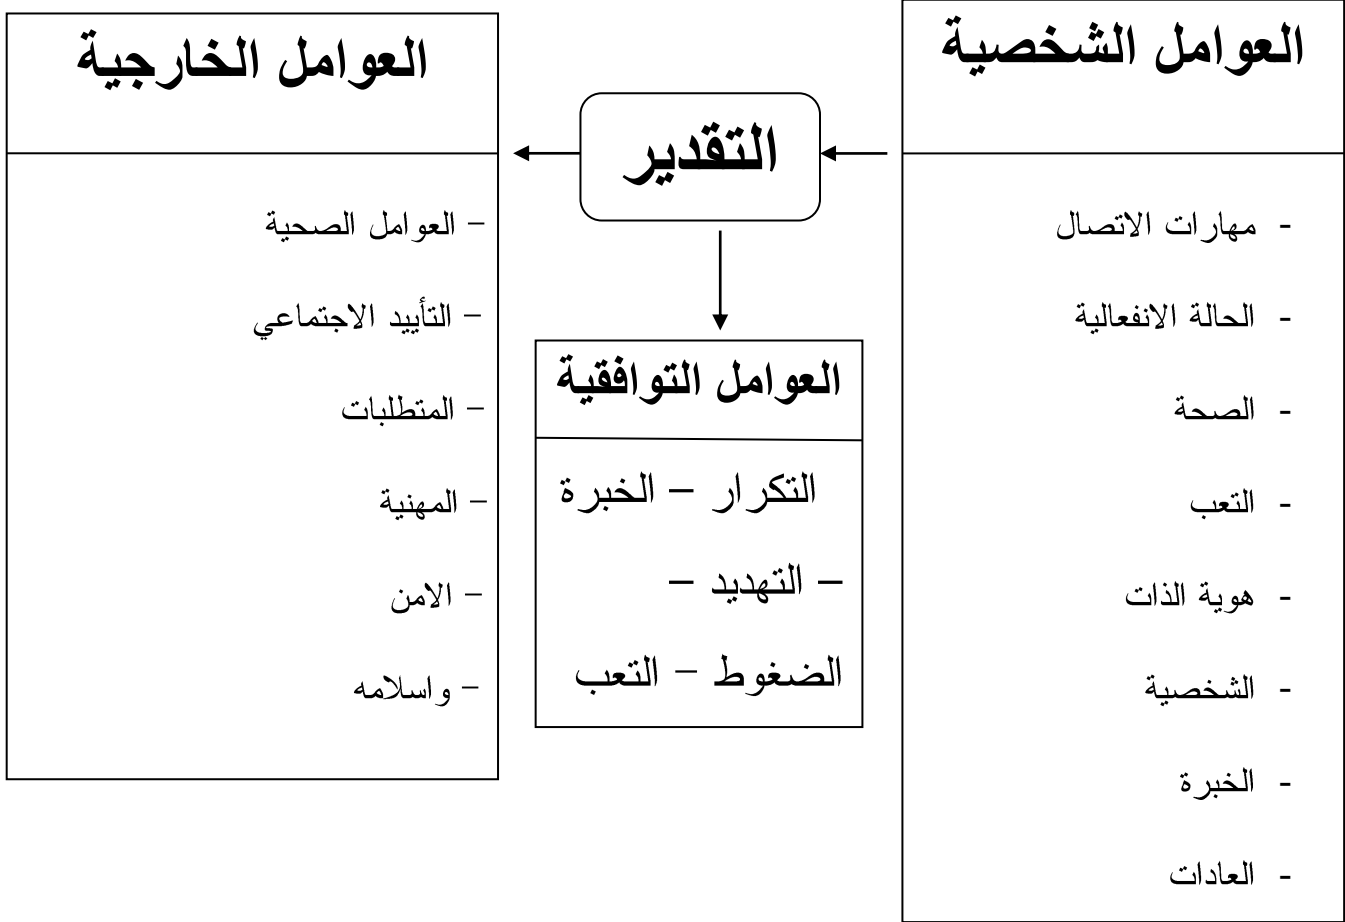 العوامل الشخصية
- مهارات الاتصال
- الحالة الانفعالية
- الصحة
- التعب
- هوية الذات
- الشخصية
- الخبرة
- العادات
التقدير
العوامل التوافقية
التكرار – الخبرة
– التهديد –
الضغوط – التعب
العوامل الخارجية
– العوامل الصحية
– التأييد الاجتماعي
– المتطلبات
– المهنية
– الامن
– واسلامه